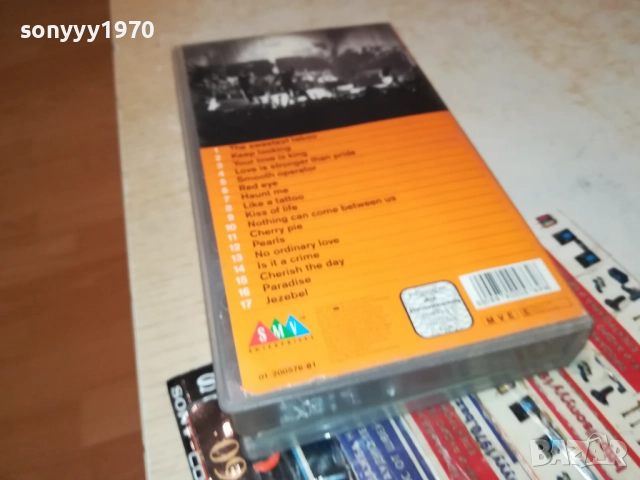 sonyyy1970
1 The sweetest taboo
2 Keep looking
3 Your love is king
4 Love is stronger than pride
5 Smooth operator
6 Red eye
7 Haunt me
8 Like a tattoo
9 Kiss of life
10 Nothing can come between us
11 Cherry pie
12 Pearls
13 No ordinary love
14 Is it a crime
15 Cherish the day
16 Paradise
17 Jezebel
SMV
ENTERPRISES
01-200576-81
90
BAZAR